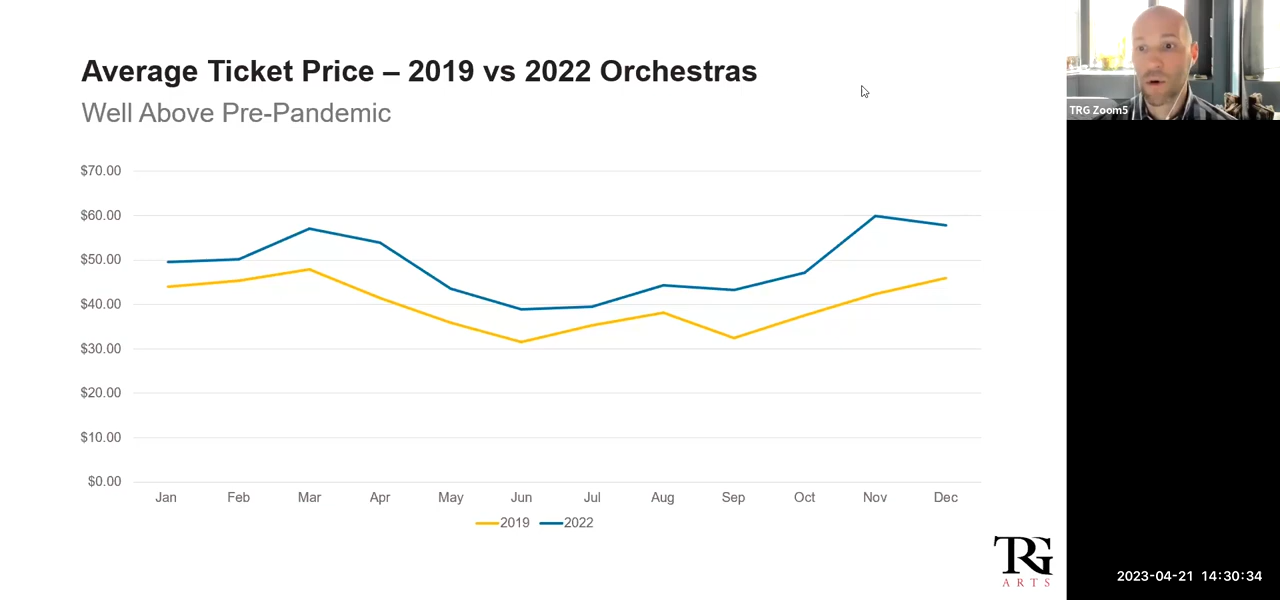 Average Ticket Price – 2019 vs 2022 Orchestras
Well Above Pre-Pandemic
TRG Zoom5
$70.00
$60.00
$50.00
$40.00
$30.00
$20.00
$10.00
$0.00
Jan Feb Mar Apr May Jun Jul Aug Sep Oct Nov Dec
2019 2022
TRG
ARTS
2023-04-21 14:30:34